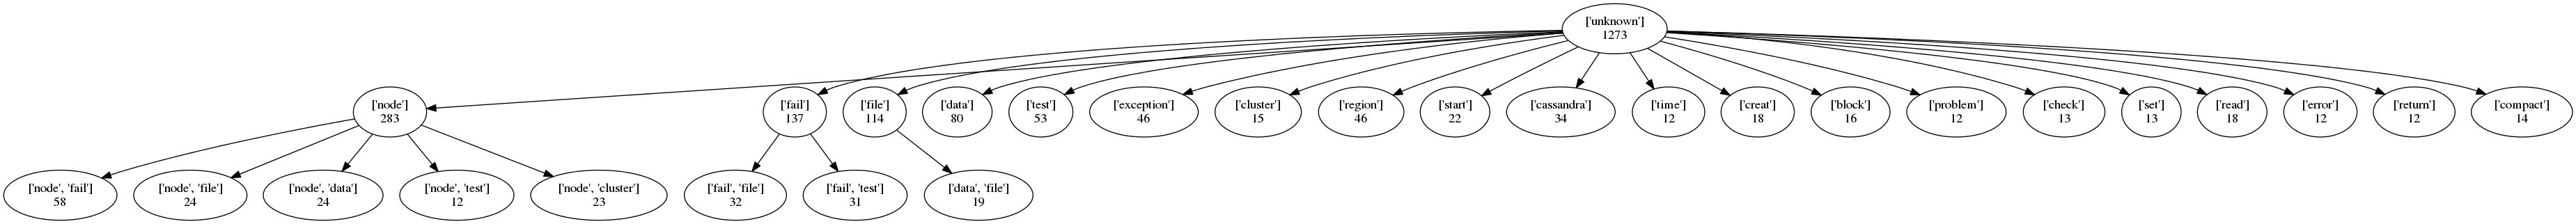 ['unknown']
1273
['node']
283
['fail']
137
['file']
114
['data']
80
['test']
53
['exception']
46
['cluster']
15
['region']
46
['start']
22
['cassandra']
34
['time']
12
['creat']
18
['block']
16
['problem']
12
['check']
13
['set']
13
['read']
18
['error']
12
['return']
12
['compact']
14
['node', 'fail']
58
['node', 'file']
24
['node', 'data']
24
['node', 'test']
12
['node', 'cluster']
23
['fail', 'file']
32
['fail', 'test']
31
['data', 'file']
19